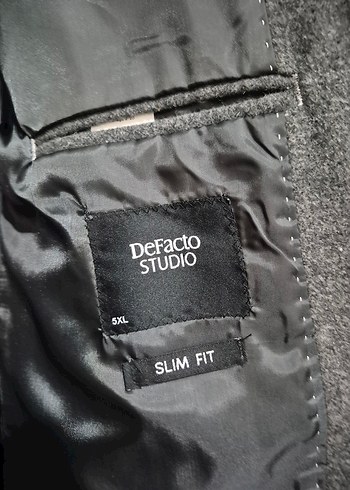 DeFacto
STUDIO
5XL
SLIM FIT